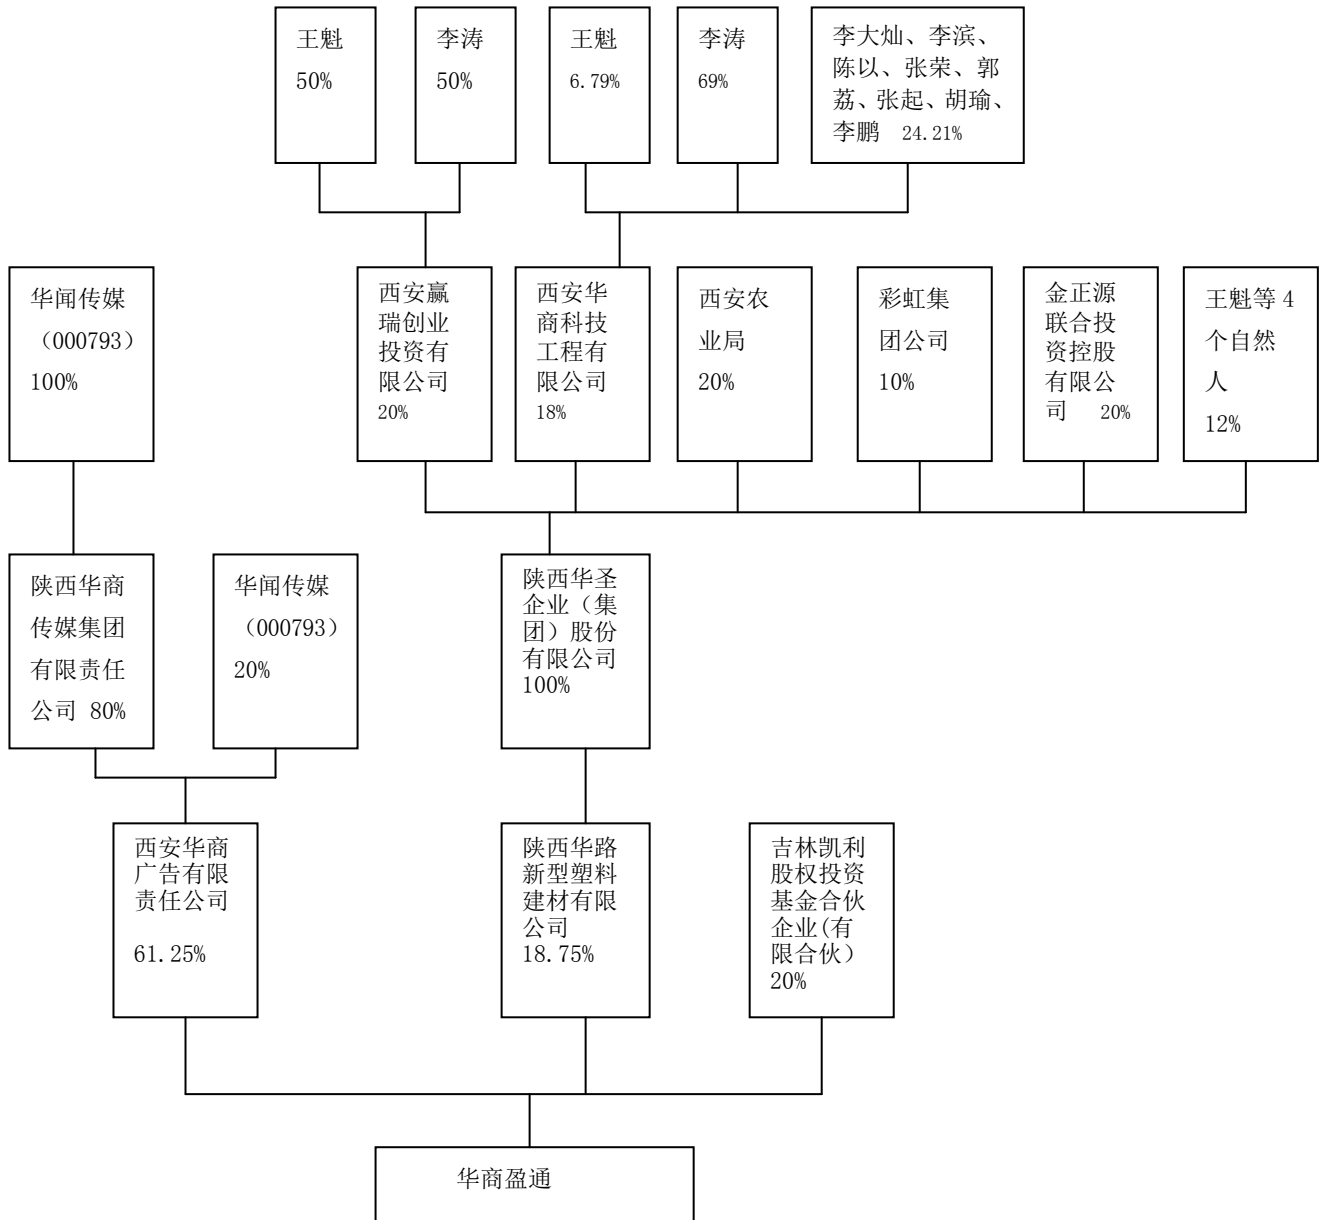 王魁
50%
李涛
50%
王魁
6.79%
李涛
69%
李大灿、李滨、
陈以、张荣、郭
荔、张起、胡瑜、
李鹏 24.21%
华闻传媒
（000793）
100%
西安赢
瑞创业
投资有
限公司
20%
西安华
商科技
工程有
限公司
18%
西安农
业局
20%
彩虹集
团公司
10%
金正源
联合投
资控股
有限公
司 20%
王魁等 4
个自然
人
12%
陕西华商
传媒集团
有限责任
公司 80%
华闻传媒
（000793）
20%
陕西华圣
企业（集
团）股份
有限公司
100%
西安华商
广告有限
责任公司
61.25%
陕西华路
新型塑料
建材有限
公司
18.75%
吉林凯利
股权投资
基金合伙
企业(有
限合伙）
20%
华商盈通